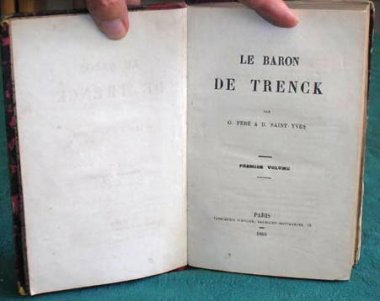 LE BARON
DE TRENCK
PAR
O. FÉRÉ & D. SAINT-YVES
PREMIER VOLUME
PARIS